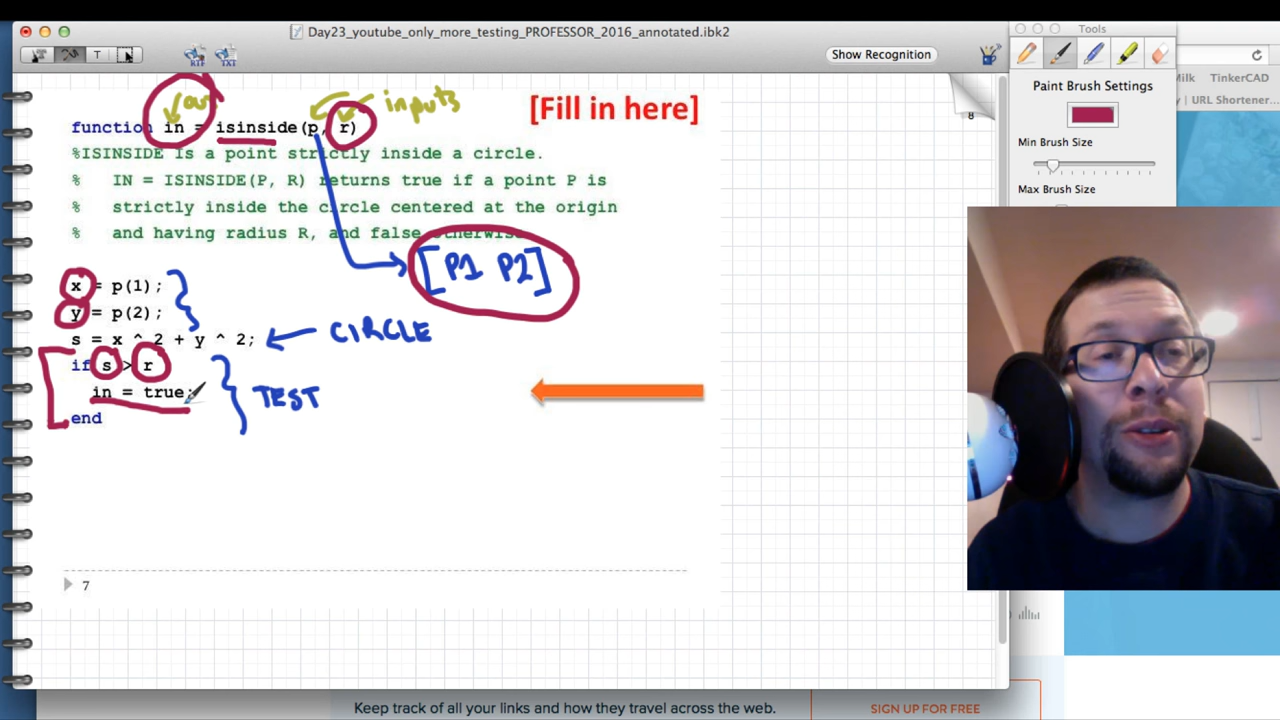 Day23_youtube_only_more_testing_PROFESSOR_2016_annotated.ibk2
Tools
T
RTF
TXT
Show Recognition
Milk TinkerCAD
URL Shortener...
Paint Brush Settings
Min Brush Size
Max Brush Size
8
out
inputs
[Fill in here]
function in = isinside(p, r)
%ISINSIDE Is a point strictly inside a circle.
% IN = ISINSIDE(P, R) returns true if a point P is
% strictly inside the circle centered at the origin
% and having radius R, and false otherwise.
[P1 P2]
x = p(1);
y = p(2);
s = x ^ 2 + y ^ 2;
CIRCLE
if s > r
in = true;
end
TEST
7
Keep track of all your links and how they travel across the web.
SIGN UP FOR FREE